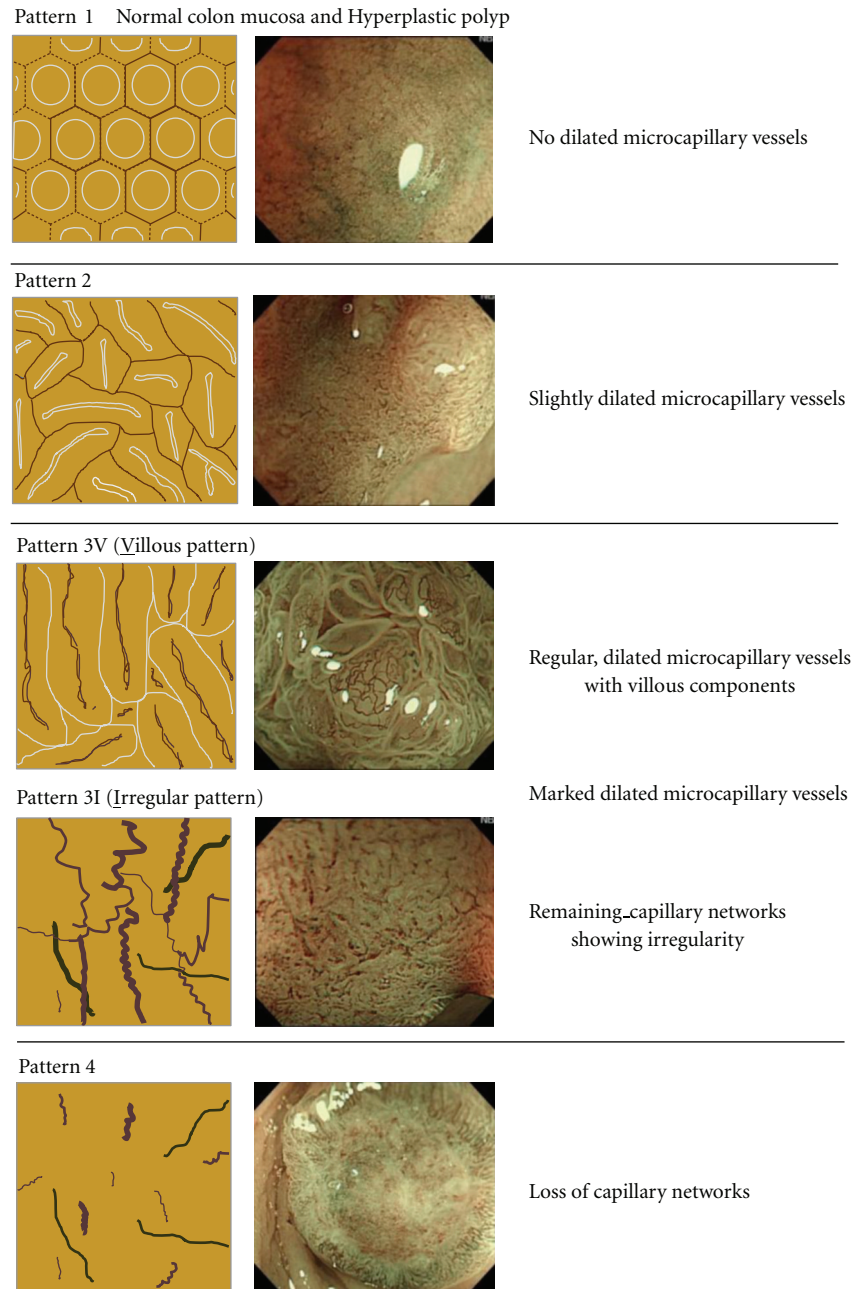 Pattern 1 Normal colon mucosa and Hyperplastic polyp
No dilated microcapillary vessels
Pattern 2
Slightly dilated microcapillary vessels
Pattern 3V (Villous pattern)
Regular, dilated microcapillary vessels
with villous components
Pattern 3I (Irregular pattern)
Marked dilated microcapillary vessels
Remaining capillary networks
showing irregularity
Pattern 4
Loss of capillary networks